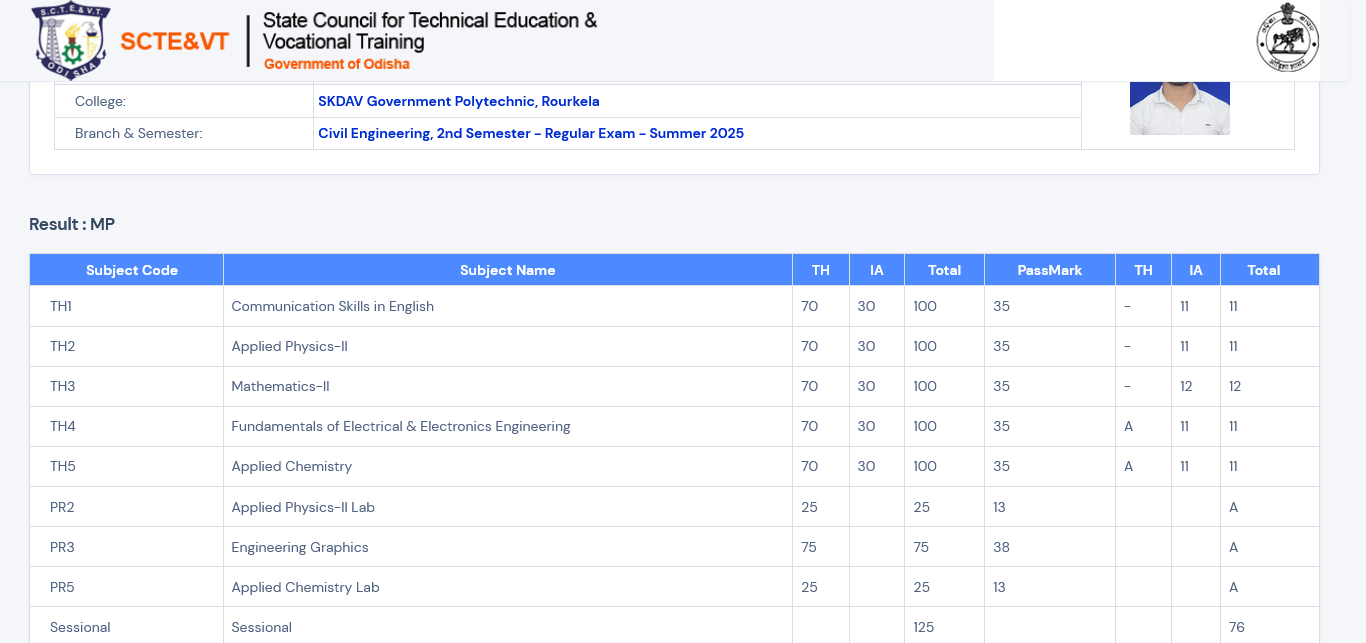 S.C.T.E.&V.T.
ODISHA
SCTE&VT
State Council for Technical Education &
Vocational Training
Government of Odisha
College: SKDAV Government Polytechnic, Rourkela
Branch & Semester: Civil Engineering, 2nd Semester - Regular Exam - Summer 2025
Result : MP
Subject Code Subject Name TH IA Total PassMark TH IA Total
TH1 Communication Skills in English 70 30 100 35 - 11 11
TH2 Applied Physics-II 70 30 100 35 - 11 11
TH3 Mathematics-II 70 30 100 35 - 12 12
TH4 Fundamentals of Electrical & Electronics Engineering 70 30 100 35 A 11 11
TH5 Applied Chemistry 70 30 100 35 A 11 11
PR2 Applied Physics-II Lab 25 25 13 A
PR3 Engineering Graphics 75 75 38 A
PR5 Applied Chemistry Lab 25 25 13 A
Sessional Sessional 125 76